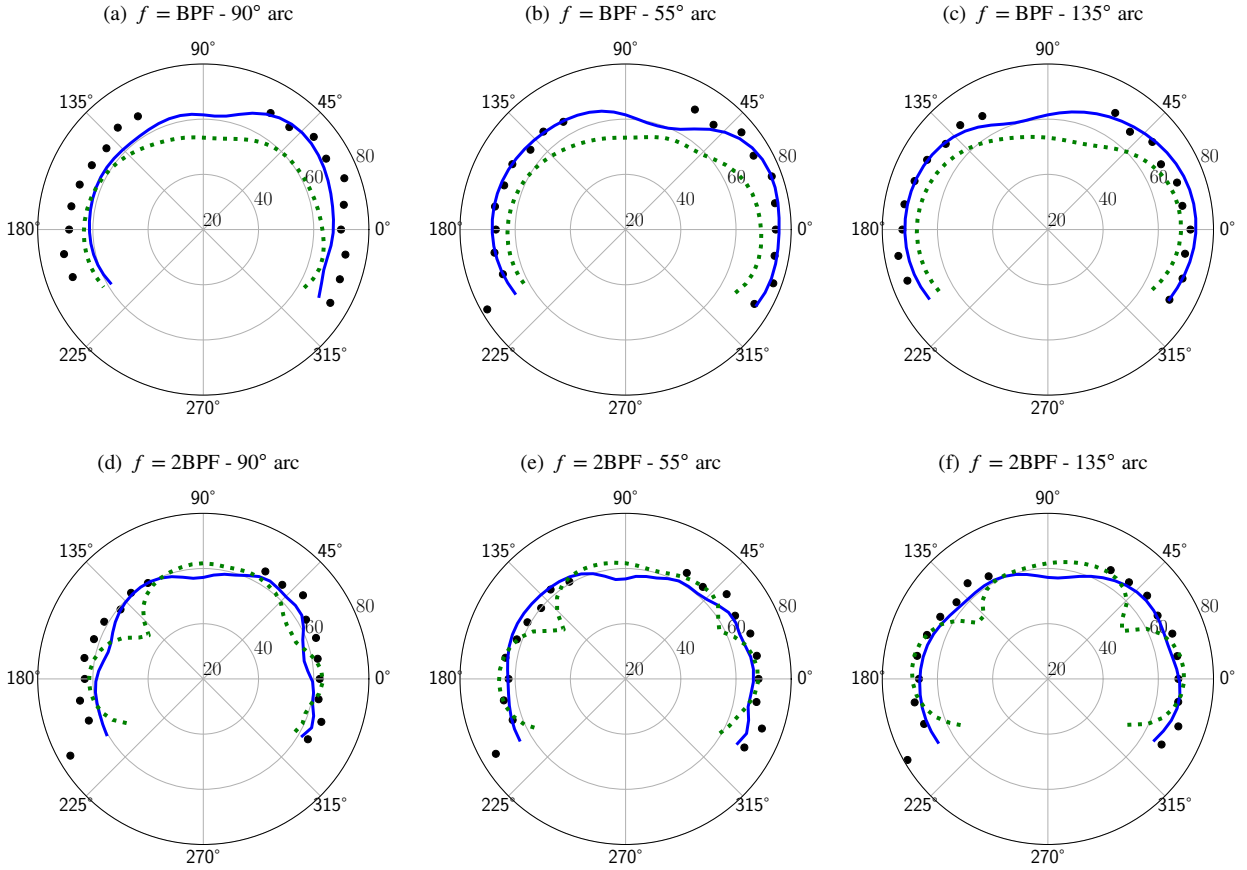 (a) f = BPF - 90° arc
(b) f = BPF - 55° arc
(c) f = BPF - 135° arc
90° 90° 90°
135° 45° 135° 45° 135° 45°
80 80 80
60 60 60
40 40 40
180° 20 0° 180° 20 0° 180° 20 0°
225° 315° 225° 315° 225° 315°
270° 270° 270°
(d) f = 2BPF - 90° arc
(e) f = 2BPF - 55° arc
(f) f = 2BPF - 135° arc
90° 90° 90°
135° 45° 135° 45° 135° 45°
80 80 80
60 60 60
40 40 40
180° 20 0° 180° 20 0° 180° 20 0°
225° 315° 225° 315° 225° 315°
270° 270° 270°